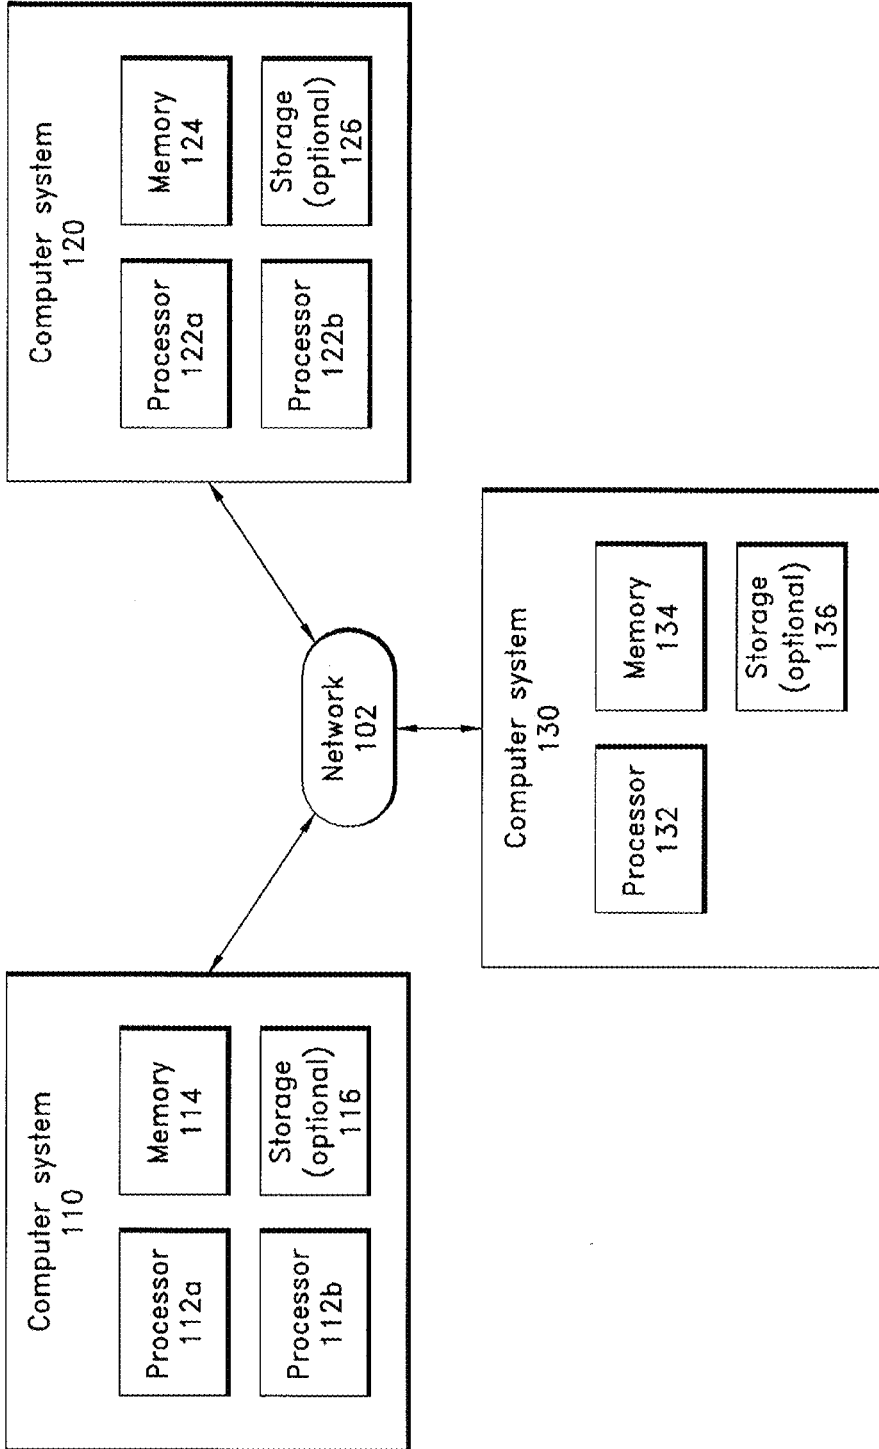 Computer system
110
Processor
112a
Memory
114
Processor
112b
Storage
(optional)
116
Network
102
Computer system
120
Processor
122a
Memory
124
Processor
122b
Storage
(optional)
126
Computer system
130
Processor
132
Memory
134
Storage
(optional)
136